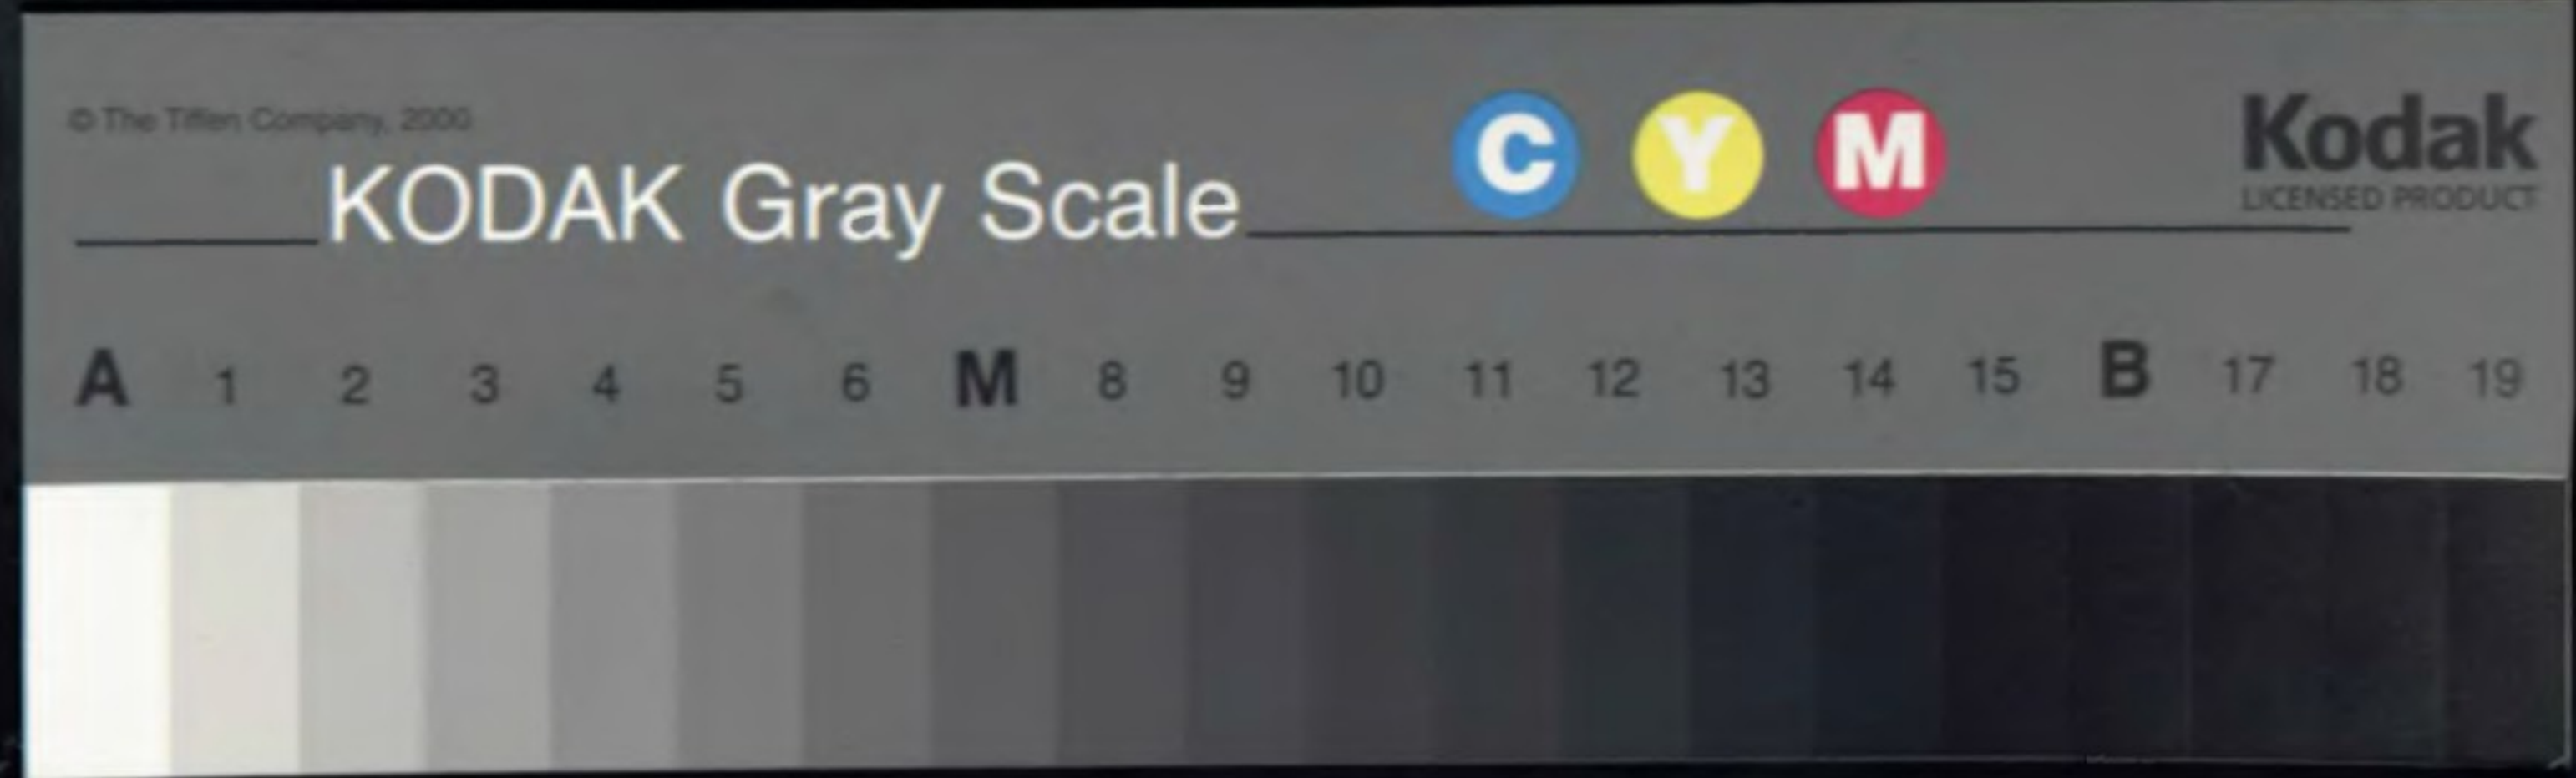 © The Tiffen Company, 2000
KODAK Gray Scale
C Y M
Kodak
LICENSED PRODUCT
A 1 2 3 4 5 6 M 8 9 10 11 12 13 14 15 B 17 18 19